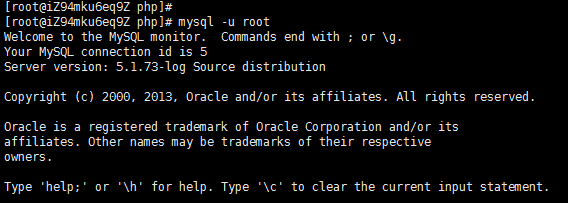 [root@iZ94mku6eq9Z php]#
[root@iZ94mku6eq9Z php]# mysql -u root
Welcome to the MySQL monitor.  Commands end with ; or \g.
Your MySQL connection id is 5
Server version: 5.1.73-log Source distribution
Copyright (c) 2000, 2013, Oracle and/or its affiliates. All rights reserved.
Oracle is a registered trademark of Oracle Corporation and/or its
affiliates. Other names may be trademarks of their respective
owners.
Type 'help;' or '\h' for help. Type '\c' to clear the current input statement.